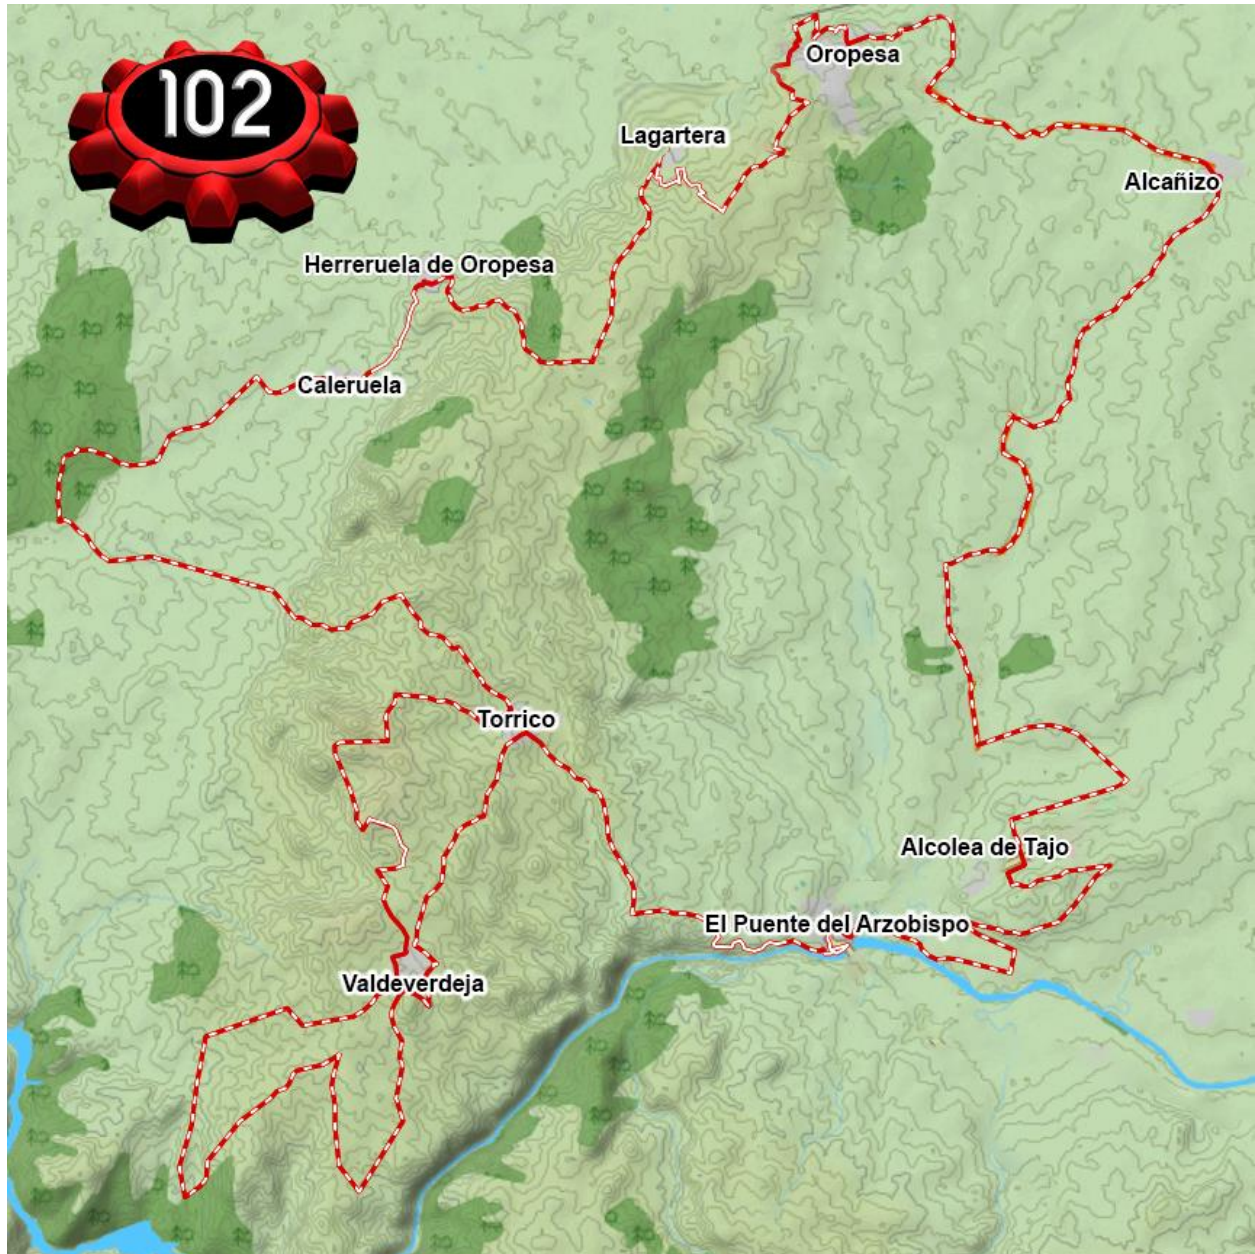 102
Oropesa
Lagartera
Alcañizo
Herreruela de Oropesa
Caleruela
Torrico
Alcolea de Tajo
El Puente del Arzobispo
Valdeverdeja